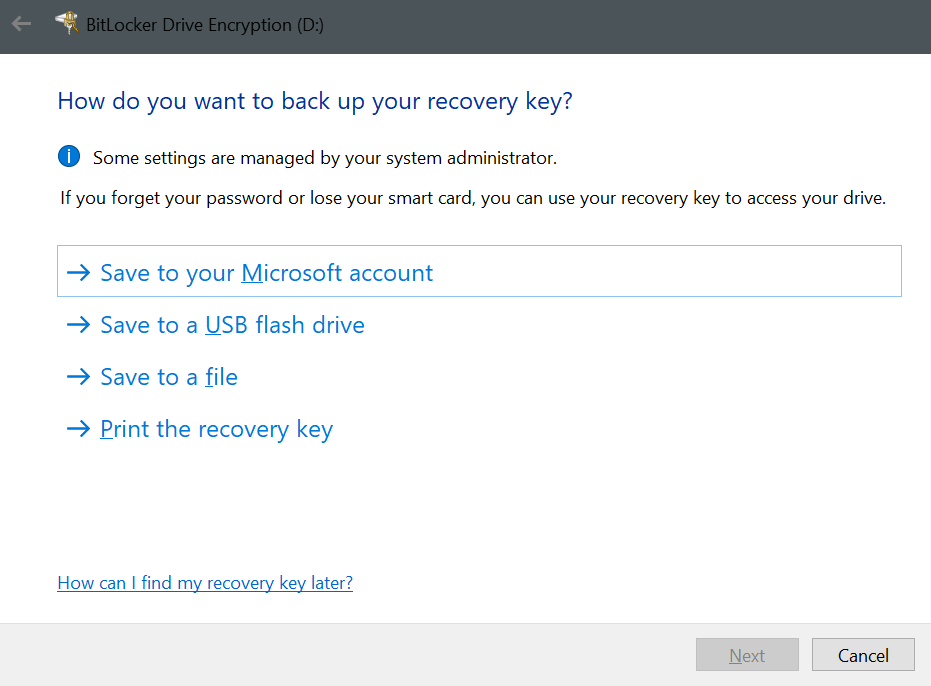 BitLocker Drive Encryption (D:)
How do you want to back up your recovery key?
i
Some settings are managed by your system administrator.
If you forget your password or lose your smart card, you can use your recovery key to access your drive.
Save to your Microsoft account
Save to a USB flash drive
Save to a file
Print the recovery key
How can I find my recovery key later?
Next
Cancel